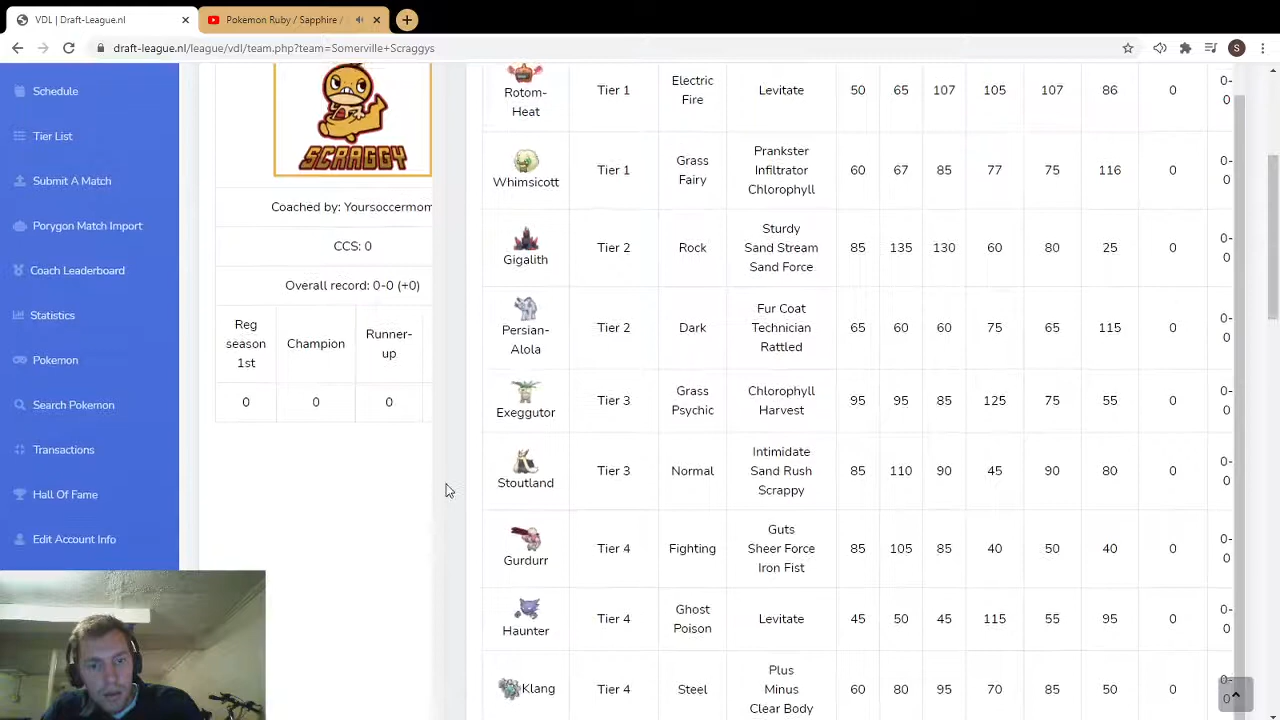 VDL | Draft-League.nl
Pokemon Ruby / Sapphire /
draft-league.nl/league/vdl/team.php?team=Somerville+Scraggys
S
Schedule
Tier List
Submit A Match
Porygon Match Import
Coach Leaderboard
Statistics
Pokemon
Search Pokemon
Transactions
Hall Of Fame
Edit Account Info
SCRAGGY
Coached by: Yoursoccermom
CCS: 0
Overall record: 0-0 (+0)
Reg season 1st Champion Runner-up
0 0 0
Rotom-Heat Tier 1 Electric Fire Levitate 50 65 107 105 107 86 0 0-0
Whimsicott Tier 1 Grass Fairy Prankster Infiltrator Chlorophyll 60 67 85 77 75 116 0 0-0
Gigalith Tier 2 Rock Sturdy Sand Stream Sand Force 85 135 130 60 80 25 0 0-0
Persian-Alola Tier 2 Dark Fur Coat Technician Rattled 65 60 60 75 65 115 0 0-0
Exeggutor Tier 3 Grass Psychic Chlorophyll Harvest 95 95 85 125 75 55 0 0-0
Stoutland Tier 3 Normal Intimidate Sand Rush Scrappy 85 110 90 45 90 80 0 0-0
Gurdurr Tier 4 Fighting Guts Sheer Force Iron Fist 85 105 85 40 50 40 0 0-0
Haunter Tier 4 Ghost Poison Levitate 45 50 45 115 55 95 0 0-0
Klang Tier 4 Steel Plus Minus Clear Body 60 80 95 70 85 50 0 0-0